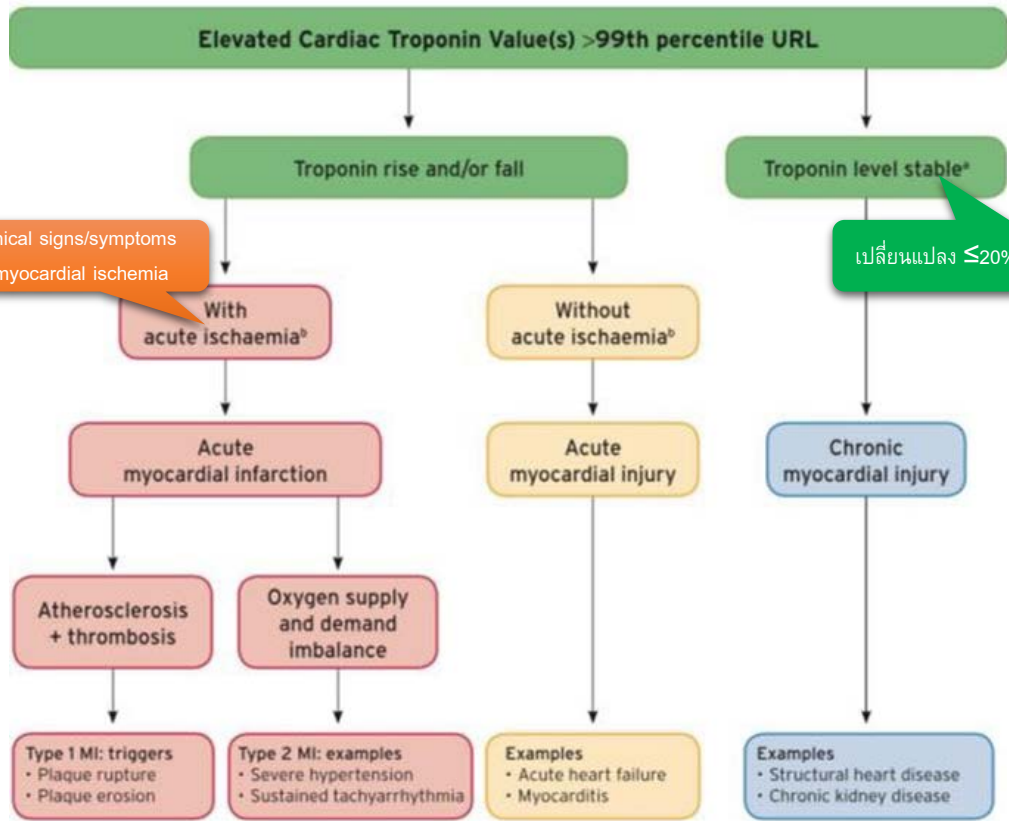 Elevated Cardiac Troponin Value(s) >99th percentile URL
Troponin rise and/or fall
Troponin level stableᵃ
signs/symptoms
myocardial ischemia
เปลี่ยนแปลง ≤20%
With
acute ischaemiaᵇ
Without
acute ischaemiaᵇ
Acute
myocardial infarction
Acute
myocardial injury
Chronic
myocardial injury
Atherosclerosis
+ thrombosis
Oxygen supply
and demand
imbalance
Type 1 MI: triggers
• Plaque rupture
• Plaque erosion
Type 2 MI: examples
• Severe hypertension
• Sustained tachyarrhythmia
Examples
• Acute heart failure
• Myocarditis
Examples
• Structural heart disease
• Chronic kidney disease